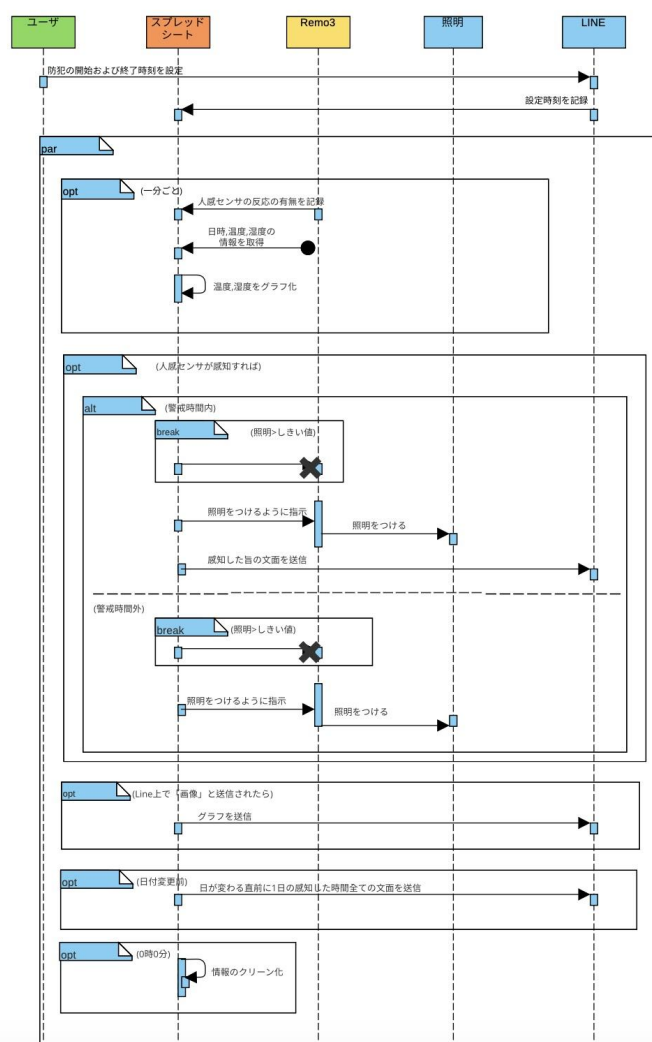 ユーザ
スプレッド
シート
Remo3
照明
LINE
防犯の開始および終了時刻を設定
設定時刻を記録
par
opt
(一分ごと)
人感センサの反応の有無を記録
日時,温度,湿度の
情報を取得
温度,湿度をグラフ化
opt
(人感センサが感知すれば)
alt
(警戒時間内)
break
(照明>しきい値)
照明をつけるように指示
照明をつける
感知した旨の文面を送信
(警戒時間外)
break
(照明>しきい値)
照明をつけるように指示
照明をつける
opt
(Line上で「画像」と送信されたら)
グラフを送信
opt
(日付変更前)
日が変わる直前に1日の感知した時間全ての文面を送信
opt
(0時0分)
情報のクリーン化